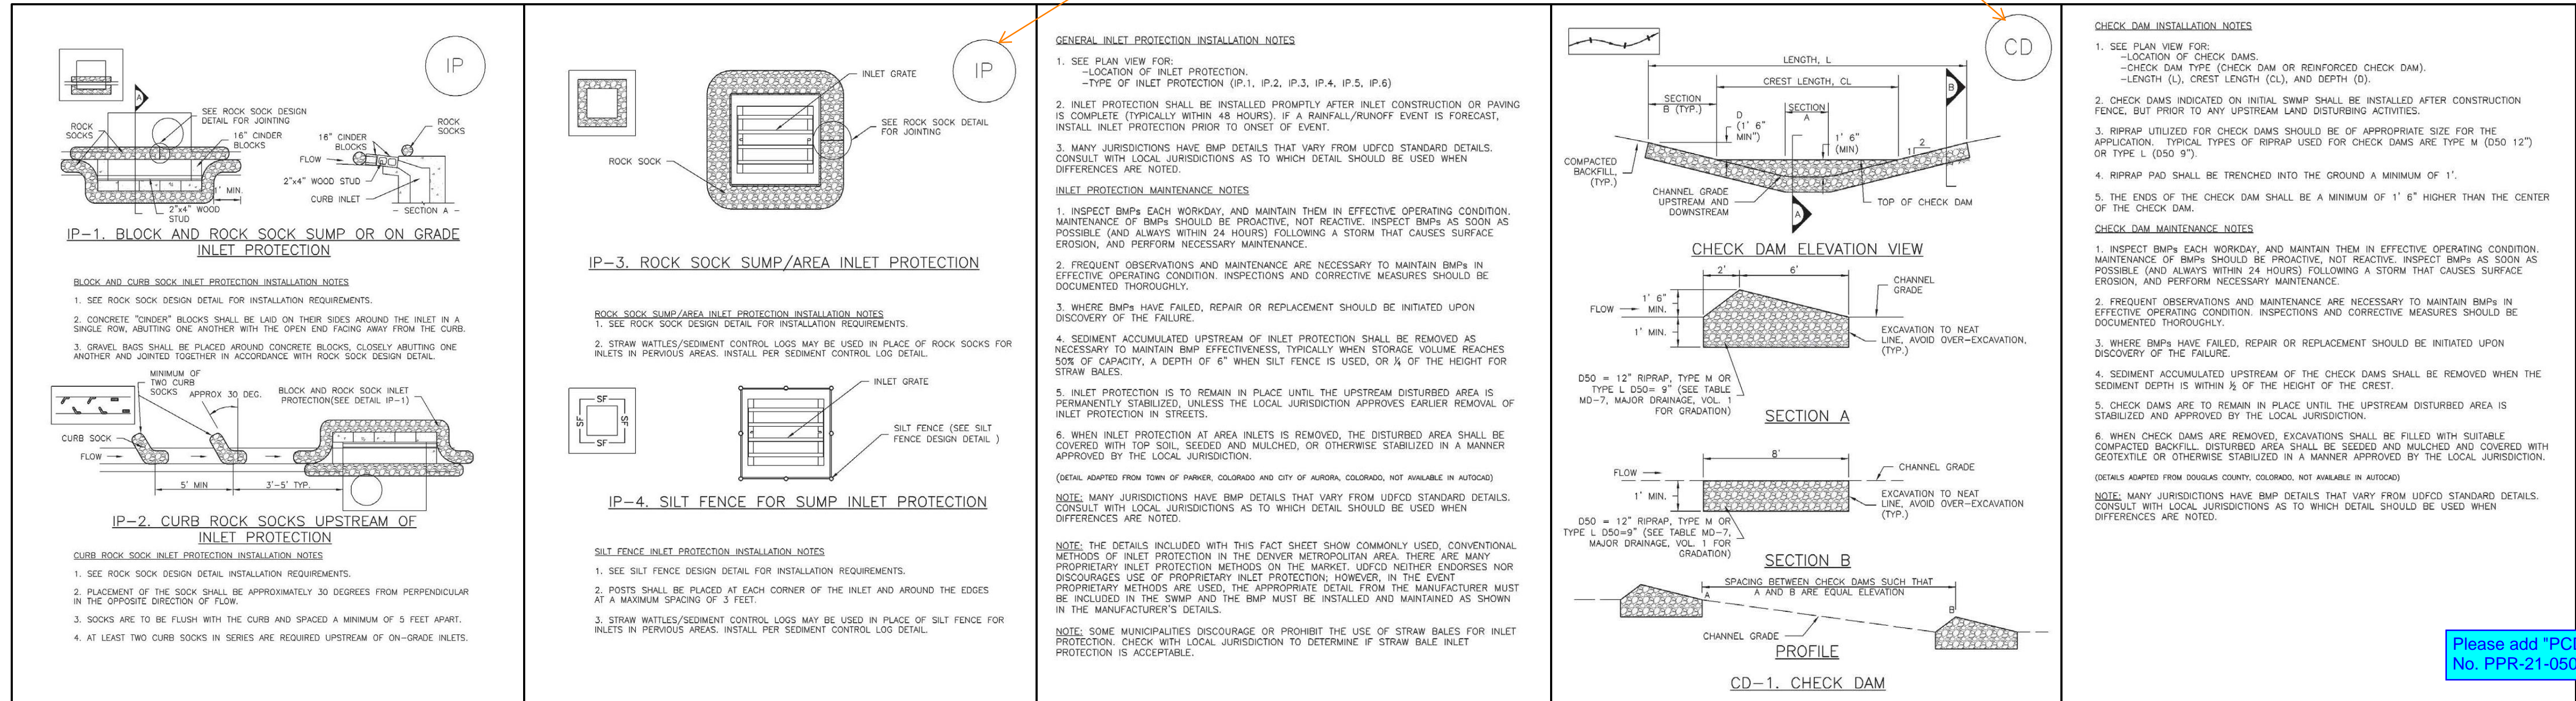 IP
A
SEE ROCK SOCK DESIGN
DETAIL FOR JOINTING
ROCK
SOCKS
16" CINDER
BLOCKS
FLOW
2"x4" WOOD
STUD
1' MIN.
16" CINDER
BLOCKS
ROCK
SOCKS
2"x4" WOOD STUD
CURB INLET
- SECTION A -
IP-1. BLOCK AND ROCK SOCK SUMP OR ON GRADE
INLET PROTECTION
BLOCK AND CURB SOCK INLET PROTECTION INSTALLATION NOTES
1. SEE ROCK SOCK DESIGN DETAIL FOR INSTALLATION REQUIREMENTS.
2. CONCRETE "CINDER" BLOCKS SHALL BE LAID ON THEIR SIDES AROUND THE INLET IN A
SINGLE ROW, ABUTTING ONE ANOTHER WITH THE OPEN END FACING AWAY FROM THE CURB.
3. GRAVEL BAGS SHALL BE PLACED AROUND CONCRETE BLOCKS, CLOSELY ABUTTING ONE
ANOTHER AND JOINTED TOGETHER IN ACCORDANCE WITH ROCK SOCK DESIGN DETAIL.
MINIMUM OF
TWO CURB
SOCKS
APPROX 30 DEG.
BLOCK AND ROCK SOCK INLET
PROTECTION(SEE DETAIL IP-1)
CURB SOCK
FLOW
5' MIN
3'-5' TYP.
IP-2. CURB ROCK SOCKS UPSTREAM OF
INLET PROTECTION
CURB ROCK SOCK INLET PROTECTION INSTALLATION NOTES
1. SEE ROCK SOCK DESIGN DETAIL INSTALLATION REQUIREMENTS.
2. PLACEMENT OF THE SOCK SHALL BE APPROXIMATELY 30 DEGREES FROM PERPENDICULAR
IN THE OPPOSITE DIRECTION OF FLOW.
3. SOCKS ARE TO BE FLUSH WITH THE CURB AND SPACED A MINIMUM OF 5 FEET APART.
4. AT LEAST TWO CURB SOCKS IN SERIES ARE REQUIRED UPSTREAM OF ON-GRADE INLETS.
IP
INLET GRATE
SEE ROCK SOCK DETAIL
FOR JOINTING
ROCK SOCK
IP-3. ROCK SOCK SUMP/AREA INLET PROTECTION
ROCK SOCK SUMP/AREA INLET PROTECTION INSTALLATION NOTES
1. SEE ROCK SOCK DESIGN DETAIL FOR INSTALLATION REQUIREMENTS.
2. STRAW WATTLES/SEDIMENT CONTROL LOGS MAY BE USED IN PLACE OF ROCK SOCKS FOR
INLETS IN PERVIOUS AREAS. INSTALL PER SEDIMENT CONTROL LOG DETAIL.
SF
SF
SF
SF
INLET GRATE
SILT FENCE (SEE SILT
FENCE DESIGN DETAIL )
IP-4. SILT FENCE FOR SUMP INLET PROTECTION
SILT FENCE INLET PROTECTION INSTALLATION NOTES
1. SEE SILT FENCE DESIGN DETAIL FOR INSTALLATION REQUIREMENTS.
2. POSTS SHALL BE PLACED AT EACH CORNER OF THE INLET AND AROUND THE EDGES
AT A MAXIMUM SPACING OF 3 FEET.
3. STRAW WATTLES/SEDIMENT CONTROL LOGS MAY BE USED IN PLACE OF SILT FENCE FOR
INLETS IN PERVIOUS AREAS. INSTALL PER SEDIMENT CONTROL LOG DETAIL.
GENERAL INLET PROTECTION INSTALLATION NOTES
1. SEE PLAN VIEW FOR:
-LOCATION OF INLET PROTECTION.
-TYPE OF INLET PROTECTION (IP.1, IP.2, IP.3, IP.4, IP.5, IP.6)
2. INLET PROTECTION SHALL BE INSTALLED PROMPTLY AFTER INLET CONSTRUCTION OR PAVING
IS COMPLETE (TYPICALLY WITHIN 48 HOURS). IF A RAINFALL/RUNOFF EVENT IS FORECAST,
INSTALL INLET PROTECTION PRIOR TO ONSET OF EVENT.
3. MANY JURISDICTIONS HAVE BMP DETAILS THAT VARY FROM UDFCD STANDARD DETAILS.
CONSULT WITH LOCAL JURISDICTIONS AS TO WHICH DETAIL SHOULD BE USED WHEN
DIFFERENCES ARE NOTED.
INLET PROTECTION MAINTENANCE NOTES
1. INSPECT BMPs EACH WORKDAY, AND MAINTAIN THEM IN EFFECTIVE OPERATING CONDITION.
MAINTENANCE OF BMPs SHOULD BE PROACTIVE, NOT REACTIVE. INSPECT BMPs AS SOON AS
POSSIBLE (AND ALWAYS WITHIN 24 HOURS) FOLLOWING A STORM THAT CAUSES SURFACE
EROSION, AND PERFORM NECESSARY MAINTENANCE.
2. FREQUENT OBSERVATIONS AND MAINTENANCE ARE NECESSARY TO MAINTAIN BMPs IN
EFFECTIVE OPERATING CONDITION. INSPECTIONS AND CORRECTIVE MEASURES SHOULD BE
DOCUMENTED THOROUGHLY.
3. WHERE BMPs HAVE FAILED, REPAIR OR REPLACEMENT SHOULD BE INITIATED UPON
DISCOVERY OF THE FAILURE.
4. SEDIMENT ACCUMULATED UPSTREAM OF INLET PROTECTION SHALL BE REMOVED AS
NECESSARY TO MAINTAIN BMP EFFECTIVENESS, TYPICALLY WHEN STORAGE VOLUME REACHES
50% OF CAPACITY, A DEPTH OF 6" WHEN SILT FENCE IS USED, OR ¼ OF THE HEIGHT FOR
STRAW BALES.
5. INLET PROTECTION IS TO REMAIN IN PLACE UNTIL THE UPSTREAM DISTURBED AREA IS
PERMANENTLY STABILIZED, UNLESS THE LOCAL JURISDICTION APPROVES EARLIER REMOVAL OF
INLET PROTECTION IN STREETS.
6. WHEN INLET PROTECTION AT AREA INLETS IS REMOVED, THE DISTURBED AREA SHALL BE
COVERED WITH TOP SOIL, SEEDED AND MULCHED, OR OTHERWISE STABILIZED IN A MANNER
APPROVED BY THE LOCAL JURISDICTION.
(DETAIL ADAPTED FROM TOWN OF PARKER, COLORADO AND CITY OF AURORA, COLORADO, NOT AVAILABLE IN AUTOCAD)
NOTE: MANY JURISDICTIONS HAVE BMP DETAILS THAT VARY FROM UDFCD STANDARD DETAILS.
CONSULT WITH LOCAL JURISDICTIONS AS TO WHICH DETAIL SHOULD BE USED WHEN
DIFFERENCES ARE NOTED.
NOTE: THE DETAILS INCLUDED WITH THIS FACT SHEET SHOW COMMONLY USED, CONVENTIONAL
METHODS OF INLET PROTECTION IN THE DENVER METROPOLITAN AREA. THERE ARE MANY
PROPRIETARY INLET PROTECTION METHODS ON THE MARKET. UDFCD NEITHER ENDORSES NOR
DISCOURAGES USE OF PROPRIETARY INLET PROTECTION; HOWEVER, IN THE EVENT
PROPRIETARY METHODS ARE USED, THE APPROPRIATE DETAIL FROM THE MANUFACTURER MUST
BE INCLUDED IN THE SWMP AND THE BMP MUST BE INSTALLED AND MAINTAINED AS SHOWN
IN THE MANUFACTURER'S DETAILS.
NOTE: SOME MUNICIPALITIES DISCOURAGE OR PROHIBIT THE USE OF STRAW BALES FOR INLET
PROTECTION. CHECK WITH LOCAL JURISDICTION TO DETERMINE IF STRAW BALE INLET
PROTECTION IS ACCEPTABLE.
CD
LENGTH, L
CREST LENGTH, CL
SECTION
B (TYP.)
SECTION
A
B
D
(1' 6"
MIN")
1' 6"
(MIN)
2
1
COMPACTED
BACKFILL,
(TYP.)
CHANNEL GRADE
UPSTREAM AND
DOWNSTREAM
A
TOP OF CHECK DAM
CHECK DAM ELEVATION VIEW
2'
6'
CHANNEL
GRADE
1' 6"
MIN.
FLOW
1' MIN.
EXCAVATION TO NEAT
LINE, AVOID OVER-EXCAVATION,
(TYP.)
D50 = 12" RIPRAP, TYPE M OR
TYPE L D50= 9" (SEE TABLE
MD-7, MAJOR DRAINAGE, VOL. 1
FOR GRADATION)
SECTION A
8'
FLOW
CHANNEL GRADE
1' MIN.
EXCAVATION TO NEAT
LINE, AVOID OVER-EXCAVATION
(TYP.)
D50 = 12" RIPRAP, TYPE M OR
TYPE L D50=9" (SEE TABLE MD-7,
MAJOR DRAINAGE, VOL. 1 FOR
GRADATION)
SECTION B
SPACING BETWEEN CHECK DAMS SUCH THAT
A AND B ARE EQUAL ELEVATION
A
B
CHANNEL GRADE
PROFILE
CD-1. CHECK DAM
CHECK DAM INSTALLATION NOTES
1. SEE PLAN VIEW FOR:
-LOCATION OF CHECK DAMS.
-CHECK DAM TYPE (CHECK DAM OR REINFORCED CHECK DAM).
-LENGTH (L), CREST LENGTH (CL), AND DEPTH (D).
2. CHECK DAMS INDICATED ON INITIAL SWMP SHALL BE INSTALLED AFTER CONSTRUCTION
FENCE, BUT PRIOR TO ANY UPSTREAM LAND DISTURBING ACTIVITIES.
3. RIPRAP UTILIZED FOR CHECK DAMS SHOULD BE OF APPROPRIATE SIZE FOR THE
APPLICATION. TYPICAL TYPES OF RIPRAP USED FOR CHECK DAMS ARE TYPE M (D50 12")
OR TYPE L (D50 9").
4. RIPRAP PAD SHALL BE TRENCHED INTO THE GROUND A MINIMUM OF 1'.
5. THE ENDS OF THE CHECK DAM SHALL BE A MINIMUM OF 1' 6" HIGHER THAN THE CENTER
OF THE CHECK DAM.
CHECK DAM MAINTENANCE NOTES
1. INSPECT BMPs EACH WORKDAY, AND MAINTAIN THEM IN EFFECTIVE OPERATING CONDITION.
MAINTENANCE OF BMPs SHOULD BE PROACTIVE, NOT REACTIVE. INSPECT BMPs AS SOON AS
POSSIBLE (AND ALWAYS WITHIN 24 HOURS) FOLLOWING A STORM THAT CAUSES SURFACE
EROSION, AND PERFORM NECESSARY MAINTENANCE.
2. FREQUENT OBSERVATIONS AND MAINTENANCE ARE NECESSARY TO MAINTAIN BMPs IN
EFFECTIVE OPERATING CONDITION. INSPECTIONS AND CORRECTIVE MEASURES SHOULD BE
DOCUMENTED THOROUGHLY.
3. WHERE BMPs HAVE FAILED, REPAIR OR REPLACEMENT SHOULD BE INITIATED UPON
DISCOVERY OF THE FAILURE.
4. SEDIMENT ACCUMULATED UPSTREAM OF THE CHECK DAMS SHALL BE REMOVED WHEN THE
SEDIMENT DEPTH IS WITHIN ½ OF THE HEIGHT OF THE CREST.
5. CHECK DAMS ARE TO REMAIN IN PLACE UNTIL THE UPSTREAM DISTURBED AREA IS
STABILIZED AND APPROVED BY THE LOCAL JURISDICTION.
6. WHEN CHECK DAMS ARE REMOVED, EXCAVATIONS SHALL BE FILLED WITH SUITABLE
COMPACTED BACKFILL. DISTURBED AREA SHALL BE SEEDED AND MULCHED AND COVERED WITH
GEOTEXTILE OR OTHERWISE STABILIZED IN A MANNER APPROVED BY THE LOCAL JURISDICTION.
(DETAILS ADAPTED FROM DOUGLAS COUNTY, COLORADO, NOT AVAILABLE IN AUTOCAD)
NOTE: MANY JURISDICTIONS HAVE BMP DETAILS THAT VARY FROM UDFCD STANDARD DETAILS.
CONSULT WITH LOCAL JURISDICTIONS AS TO WHICH DETAIL SHOULD BE USED WHEN
DIFFERENCES ARE NOTED.
Please add "PC
No. PPR-21-050